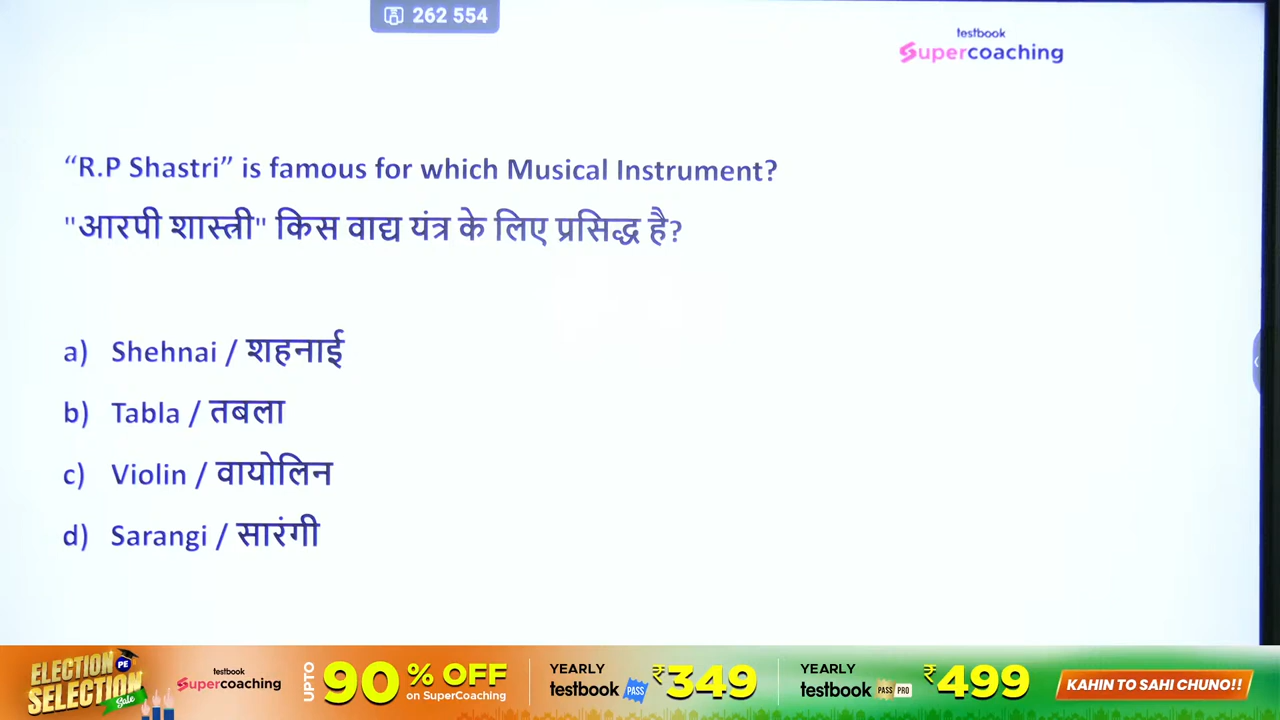 262 554
testbook
Supercoaching
“R.P Shastri” is famous for which Musical Instrument?
"आरपी शास्त्री" किस वाद्य यंत्र के लिए प्रसिद्ध है?
a) Shehnai / शहनाई
b) Tabla / तबला
c) Violin / वायोलिन
d) Sarangi / सारंगी
ELECTION PE SELECTION Sale
testbook
Supercoaching
UPTO 90% OFF
on SuperCoaching
YEARLY
testbook PASS ₹349
YEARLY
testbook PASS PRO ₹499
KAHIN TO SAHI CHUNO!!